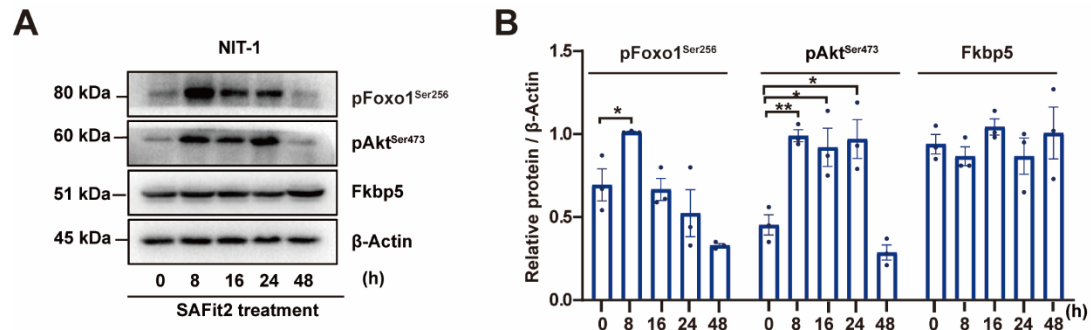 A
NIT-1
80 kDa
pFoxo1Ser256
60 kDa
pAktSer473
51 kDa
Fkbp5
45 kDa
β-Actin
0 8 16 24 48 (h)
SAFit2 treatment
B
Relative protein / β-Actin
1.5
1.0
0.5
0.0
pFoxo1Ser256
pAktSer473
Fkbp5
*
*
*
**
0 8 16 24 48 0 8 16 24 48 0 8 16 24 48 (h)